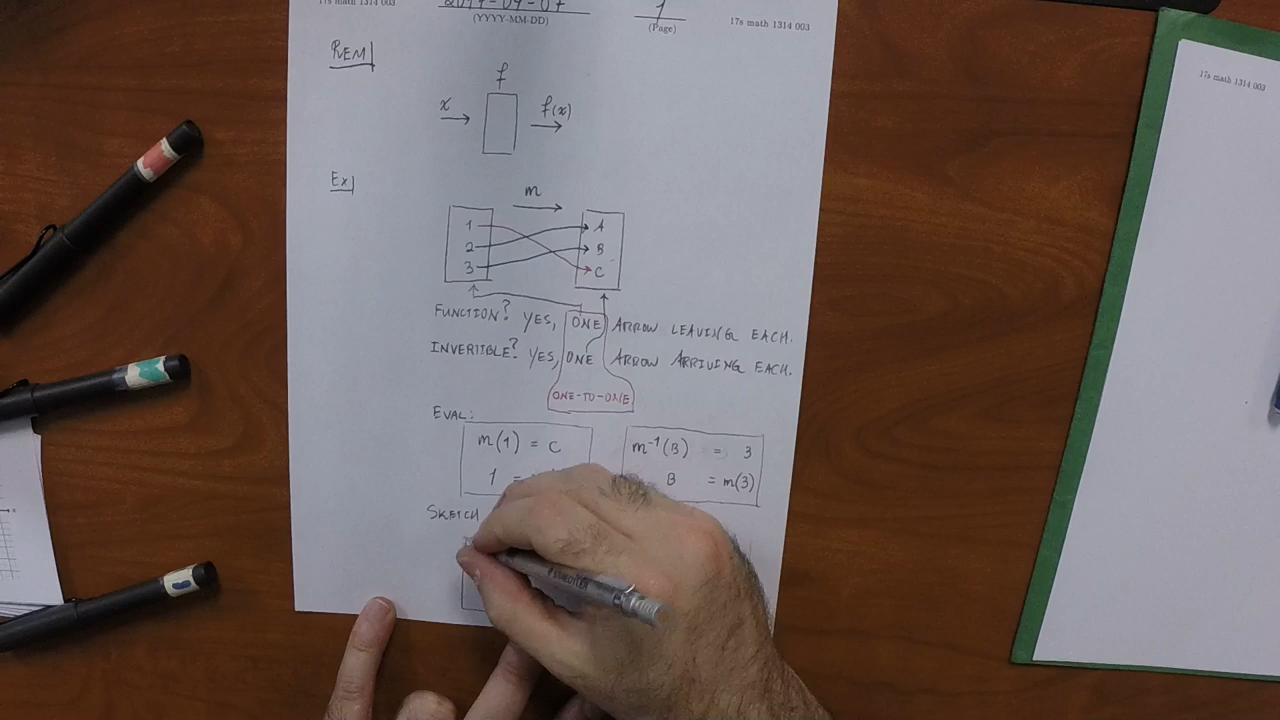 17s math 1314 003
1
17s math 1314 003
(YYYY-MM-DD)
(Page)
REM
f
x
f(x)
Ex
m
1 A
2 B
3 C
FUNCTION? YES, ONE ARROW LEAVING EACH.
INVERTIBLE? YES, ONE ARROW ARRIVING EACH.
ONE-TO-ONE
EVAL:
m(1) = C
1 =
m⁻¹(B) = 3
B = m(3)
SKETCH
17s math 1314 003
STAEDTLER